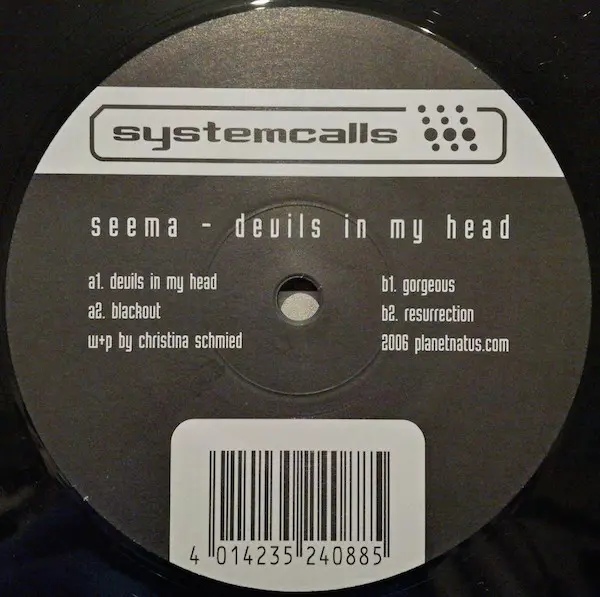 systemcalls
seema - devils in my head
a1. devils in my head
a2. blackout
w+p by christina schmied
b1. gorgeous
b2. resurrection
2006 planetnatus.com
4 014235 240885